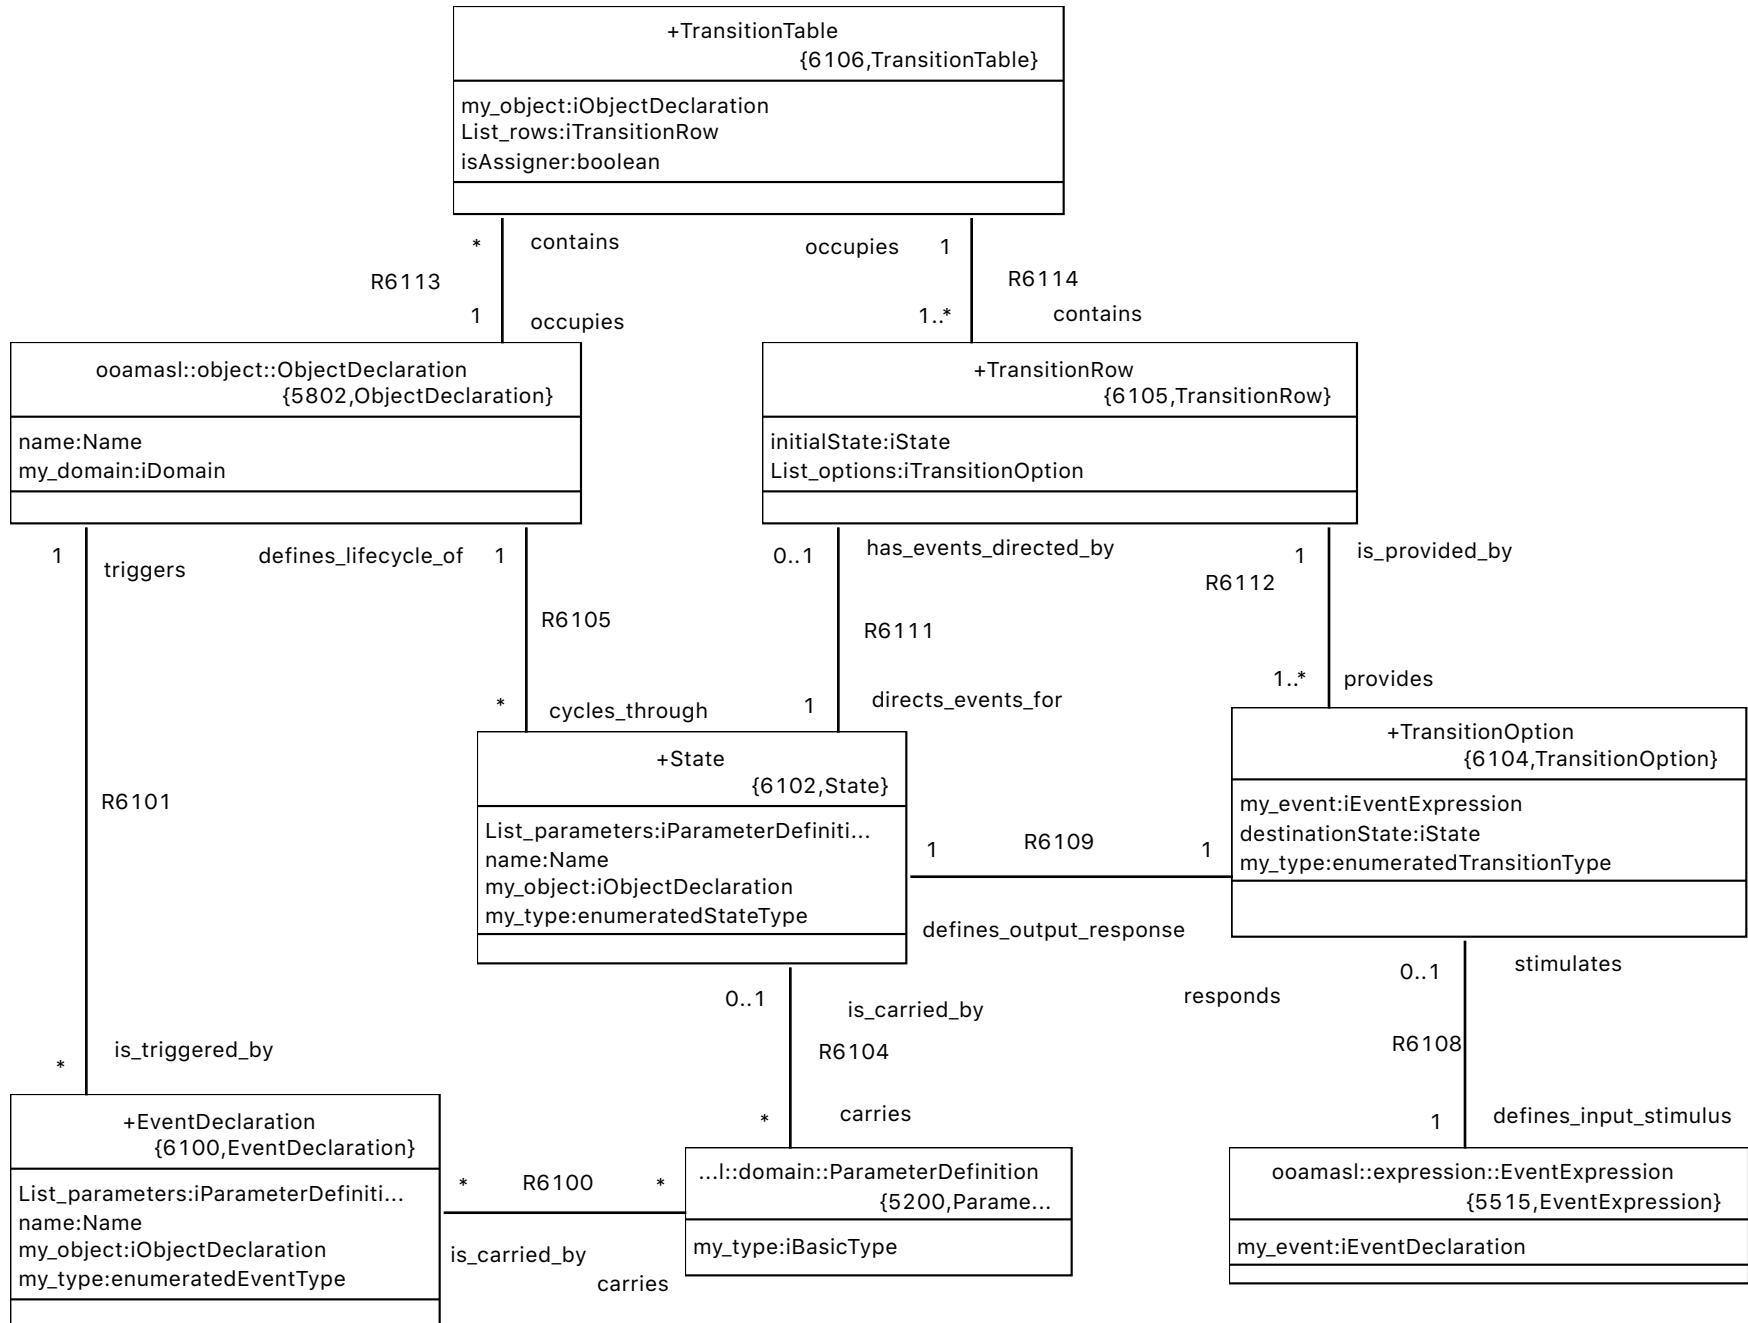 +TransitionTable
{6106,TransitionTable}
my_object:iObjectDeclaration
List_rows:iTransitionRow
isAssigner:boolean
*
contains
occupies
1
R6113
R6114
1
occupies
1..*
contains
ooamasl::object::ObjectDeclaration
{5802,ObjectDeclaration}
name:Name
my_domain:iDomain
+TransitionRow
{6105,TransitionRow}
initialState:iState
List_options:iTransitionOption
1
triggers
defines_lifecycle_of
1
0..1
has_events_directed_by
1
is_provided_by
R6112
R6105
R6111
*
cycles_through
1
directs_events_for
1..*
provides
R6101
+State
{6102,State}
List_parameters:iParameterDefiniti...
name:Name
my_object:iObjectDeclaration
my_type:enumeratedStateType
+TransitionOption
{6104,TransitionOption}
my_event:iEventExpression
destinationState:iState
my_type:enumeratedTransitionType
1
R6109
1
defines_output_response
responds
0..1
is_carried_by
R6104
*
carries
0..1
stimulates
R6108
1
defines_input_stimulus
is_triggered_by
*
+EventDeclaration
{6100,EventDeclaration}
List_parameters:iParameterDefiniti...
name:Name
my_object:iObjectDeclaration
my_type:enumeratedEventType
*
R6100
*
is_carried_by
carries
...l::domain::ParameterDefinition
{5200,Parame...
my_type:iBasicType
ooamasl::expression::EventExpression
{5515,EventExpression}
my_event:iEventDeclaration